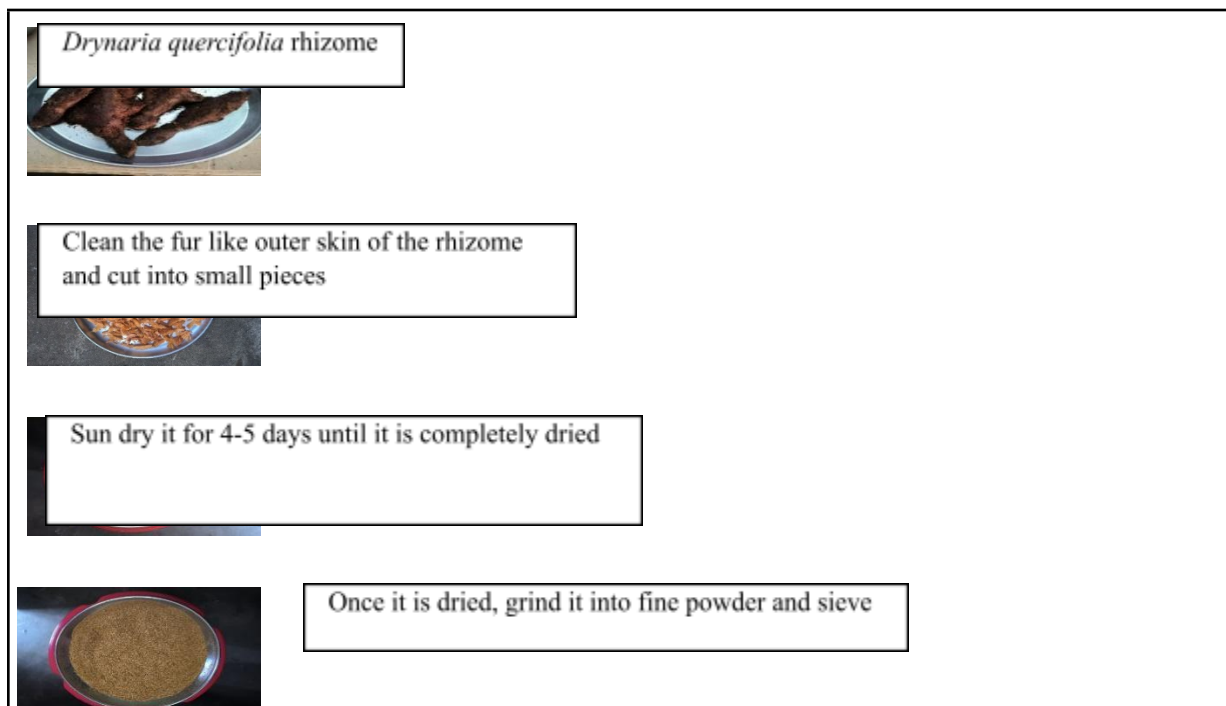 Drynaria quercifolia rhizome
Clean the fur like outer skin of the rhizome
and cut into small pieces
Sun dry it for 4-5 days until it is completely dried
Once it is dried, grind it into fine powder and sieve